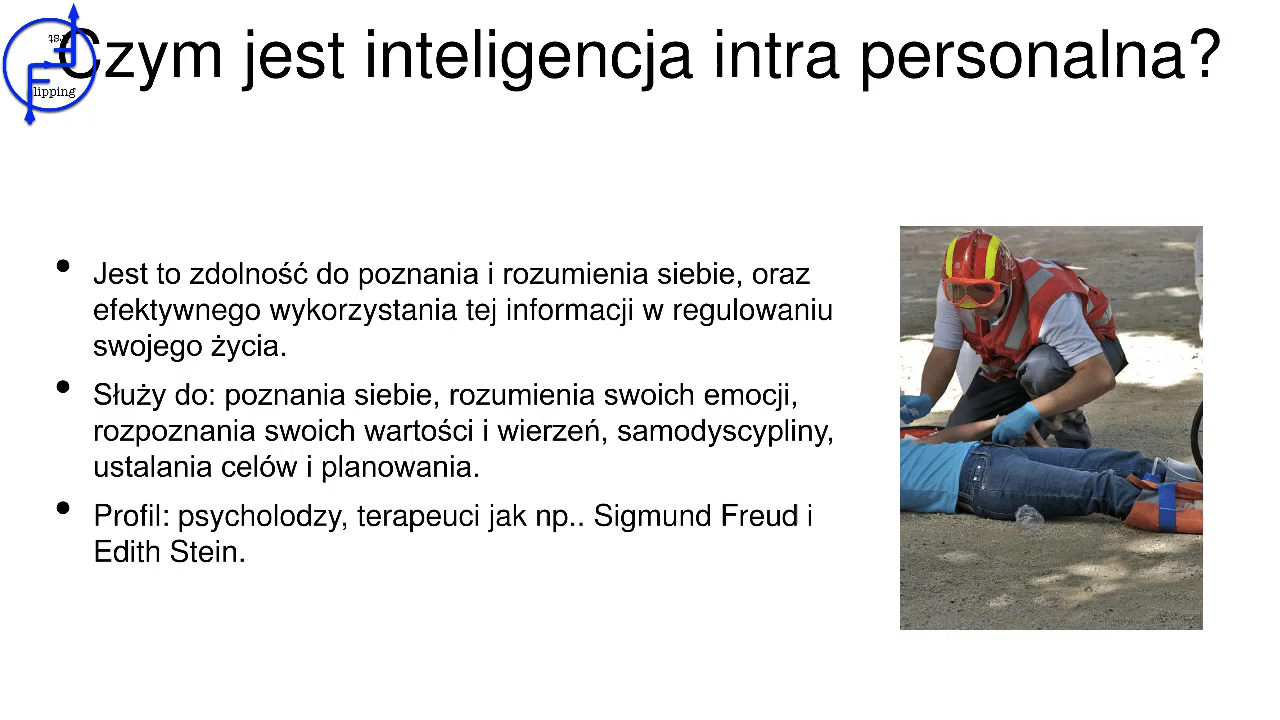 Czym jest inteligencja intra personalna?
First
Flipping
• Jest to zdolność do poznania i rozumienia siebie, oraz
efektywnego wykorzystania tej informacji w regulowaniu
swojego życia.
• Służy do: poznania siebie, rozumienia swoich emocji,
rozpoznania swoich wartości i wierzeń, samodyscypliny,
ustalania celów i planowania.
• Profil: psycholodzy, terapeuci jak np.. Sigmund Freud i
Edith Stein.